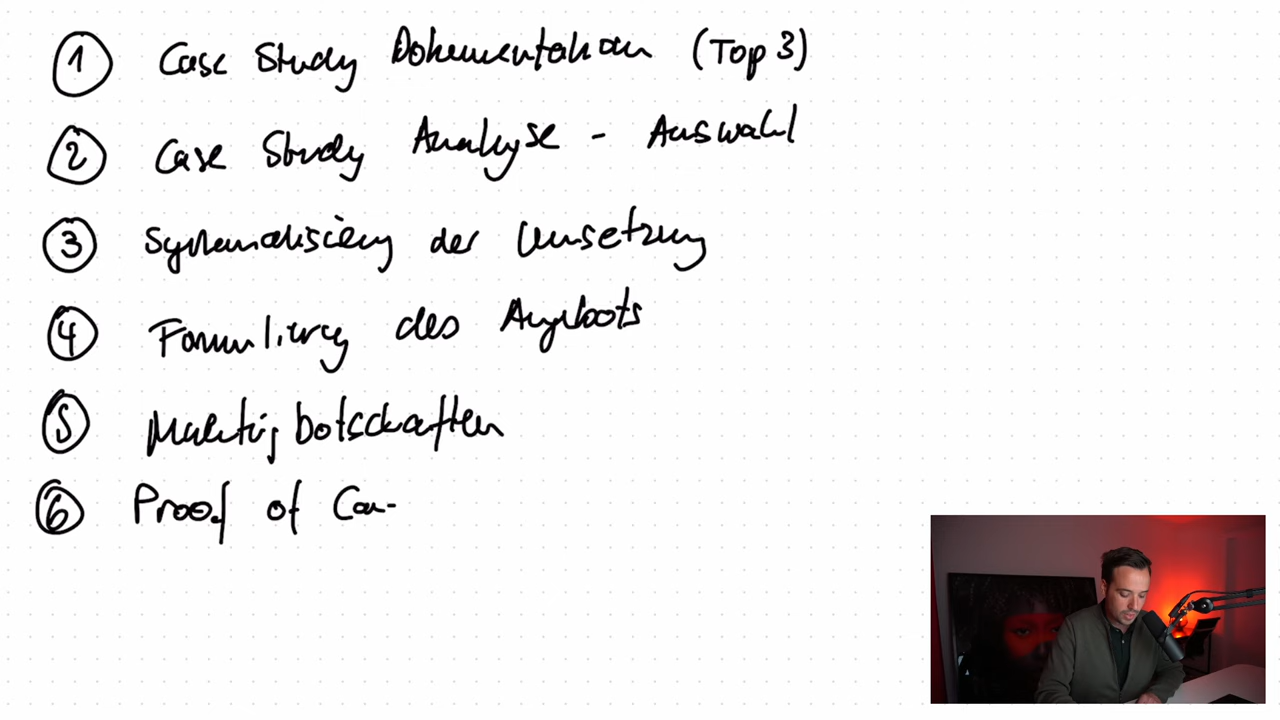 1 Case Study Dokumentation (Top 3)
2 Case Study Analyse - Auswahl
3 Systematisierung der Umsetzung
4 Formulierung des Angebots
5 Marketingbotschaften
6 Proof of Con-